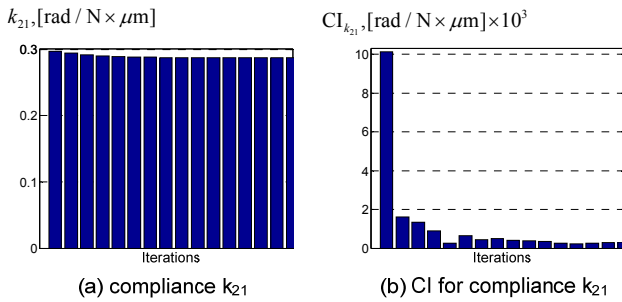 k21,[rad / N×μm]
0.3
0.2
0.1
0
Iterations
(a) compliance k21
CIk21,[rad / N×μm]×10³
10
8
6
4
2
0
Iterations
(b) CI for compliance k21